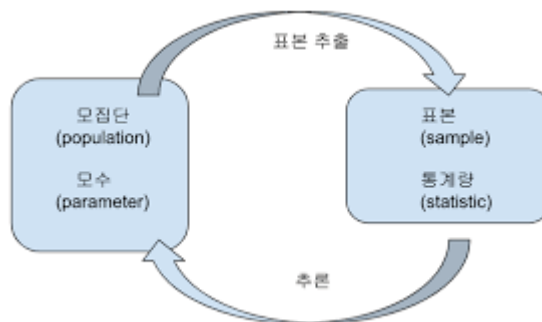 표본 추출
모집단
(population)
모수
(parameter)
표본
(sample)
통계량
(statistic)
추론